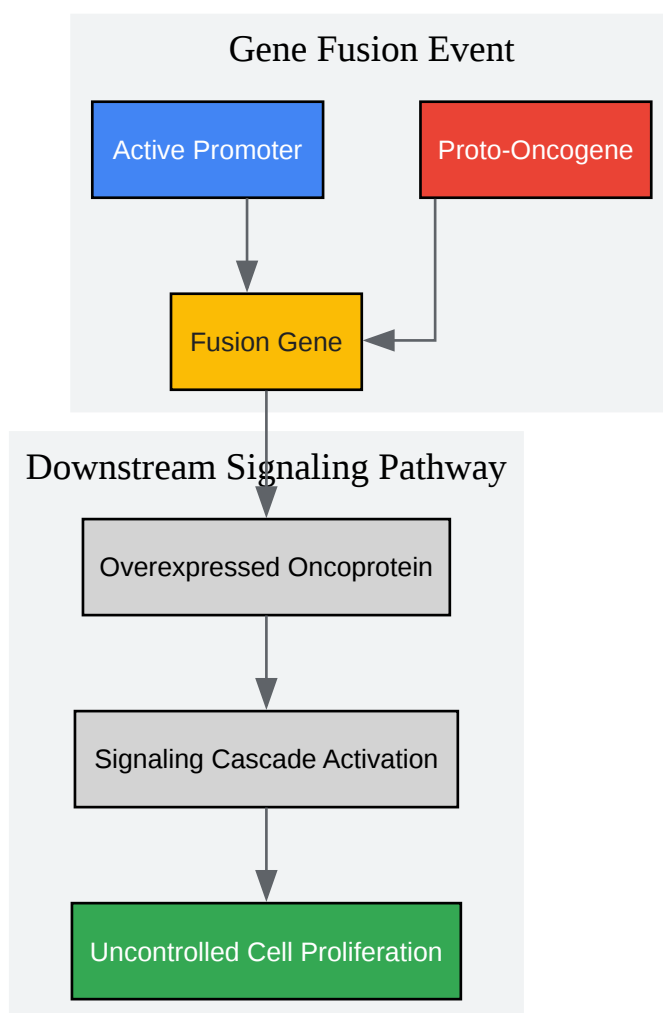 Gene Fusion Event
Active Promoter
Proto-Oncogene
Fusion Gene
Downstream Signaling Pathway
Overexpressed Oncoprotein
Signaling Cascade Activation
Uncontrolled Cell Proliferation